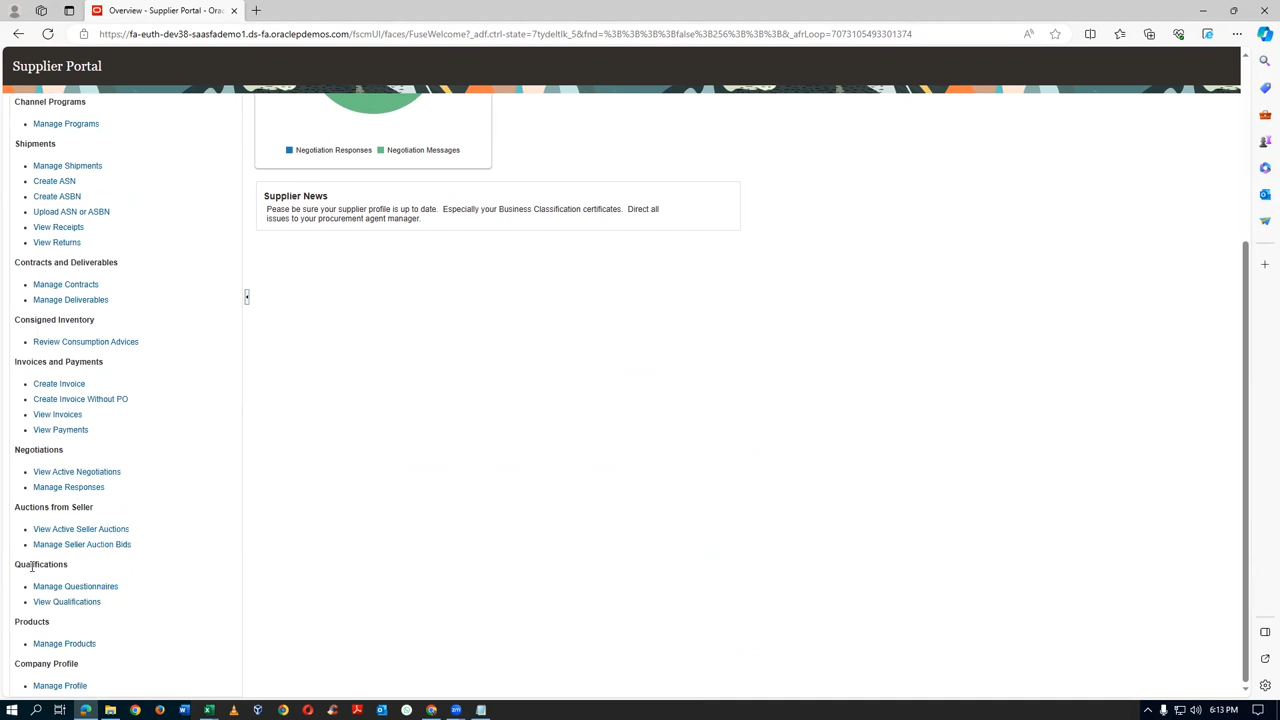 Overview - Supplier Portal - Orac
https://fa-euth-dev38-saasfademo1.ds-fa.oraclepdemos.com/fscmUI/faces/FuseWelcome?_adf.ctrl-state=7tydeltlk_5&fnd=%3B%3B%3B%3Bfalse%3B256%3B%3B%3B&_afrLoop=7073105493301374
Supplier Portal
Channel Programs
Manage Programs
Shipments
Manage Shipments
Create ASN
Create ASBN
Upload ASN or ASBN
View Receipts
View Returns
Contracts and Deliverables
Manage Contracts
Manage Deliverables
Consigned Inventory
Review Consumption Advices
Invoices and Payments
Create Invoice
Create Invoice Without PO
View Invoices
View Payments
Negotiations
View Active Negotiations
Manage Responses
Auctions from Seller
View Active Seller Auctions
Manage Seller Auction Bids
Qualifications
Manage Questionnaires
View Qualifications
Products
Manage Products
Company Profile
Manage Profile
Negotiation Responses Negotiation Messages
Supplier News
Pease be sure your supplier profile is up to date. Especially your Business Classification certificates. Direct all
issues to your procurement agent manager.
6:13 PM